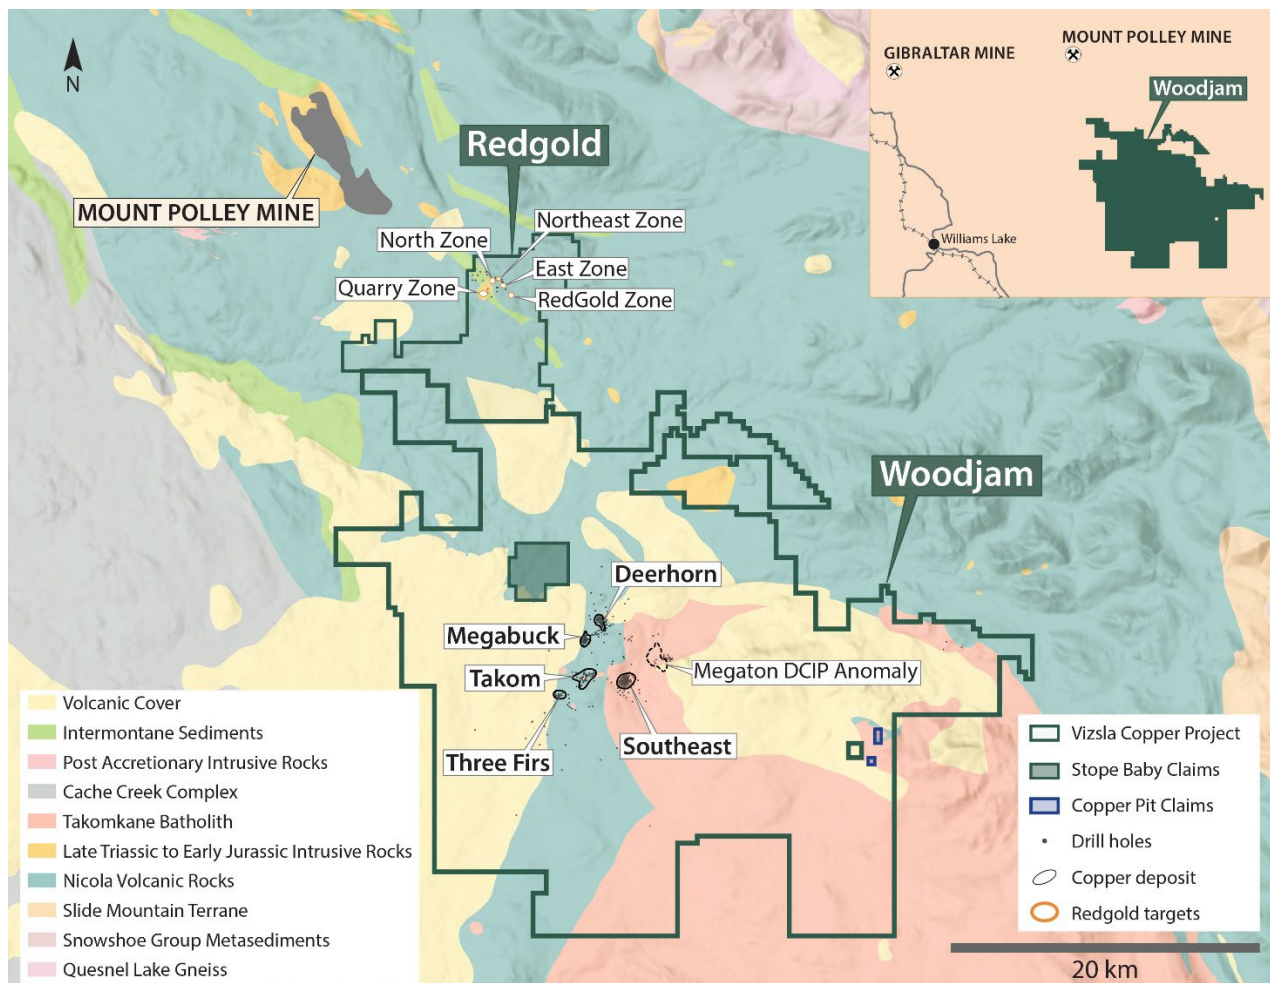 N
Redgold
MOUNT POLLEY MINE
North Zone
Northeast Zone
East Zone
Quarry Zone
RedGold Zone
GIBRALTAR MINE
MOUNT POLLEY MINE
Woodjam
Williams Lake
Woodjam
Deerhorn
Megabuck
Takom
Megaton DCIP Anomaly
Three Firs
Southeast
Volcanic Cover
Intermontane Sediments
Post Accretionary Intrusive Rocks
Cache Creek Complex
Takomkane Batholith
Late Triassic to Early Jurassic Intrusive Rocks
Nicola Volcanic Rocks
Slide Mountain Terrane
Snowshoe Group Metasediments
Quesnel Lake Gneiss
Vizsla Copper Project
Stope Baby Claims
Copper Pit Claims
Drill holes
Copper deposit
Redgold targets
20 km